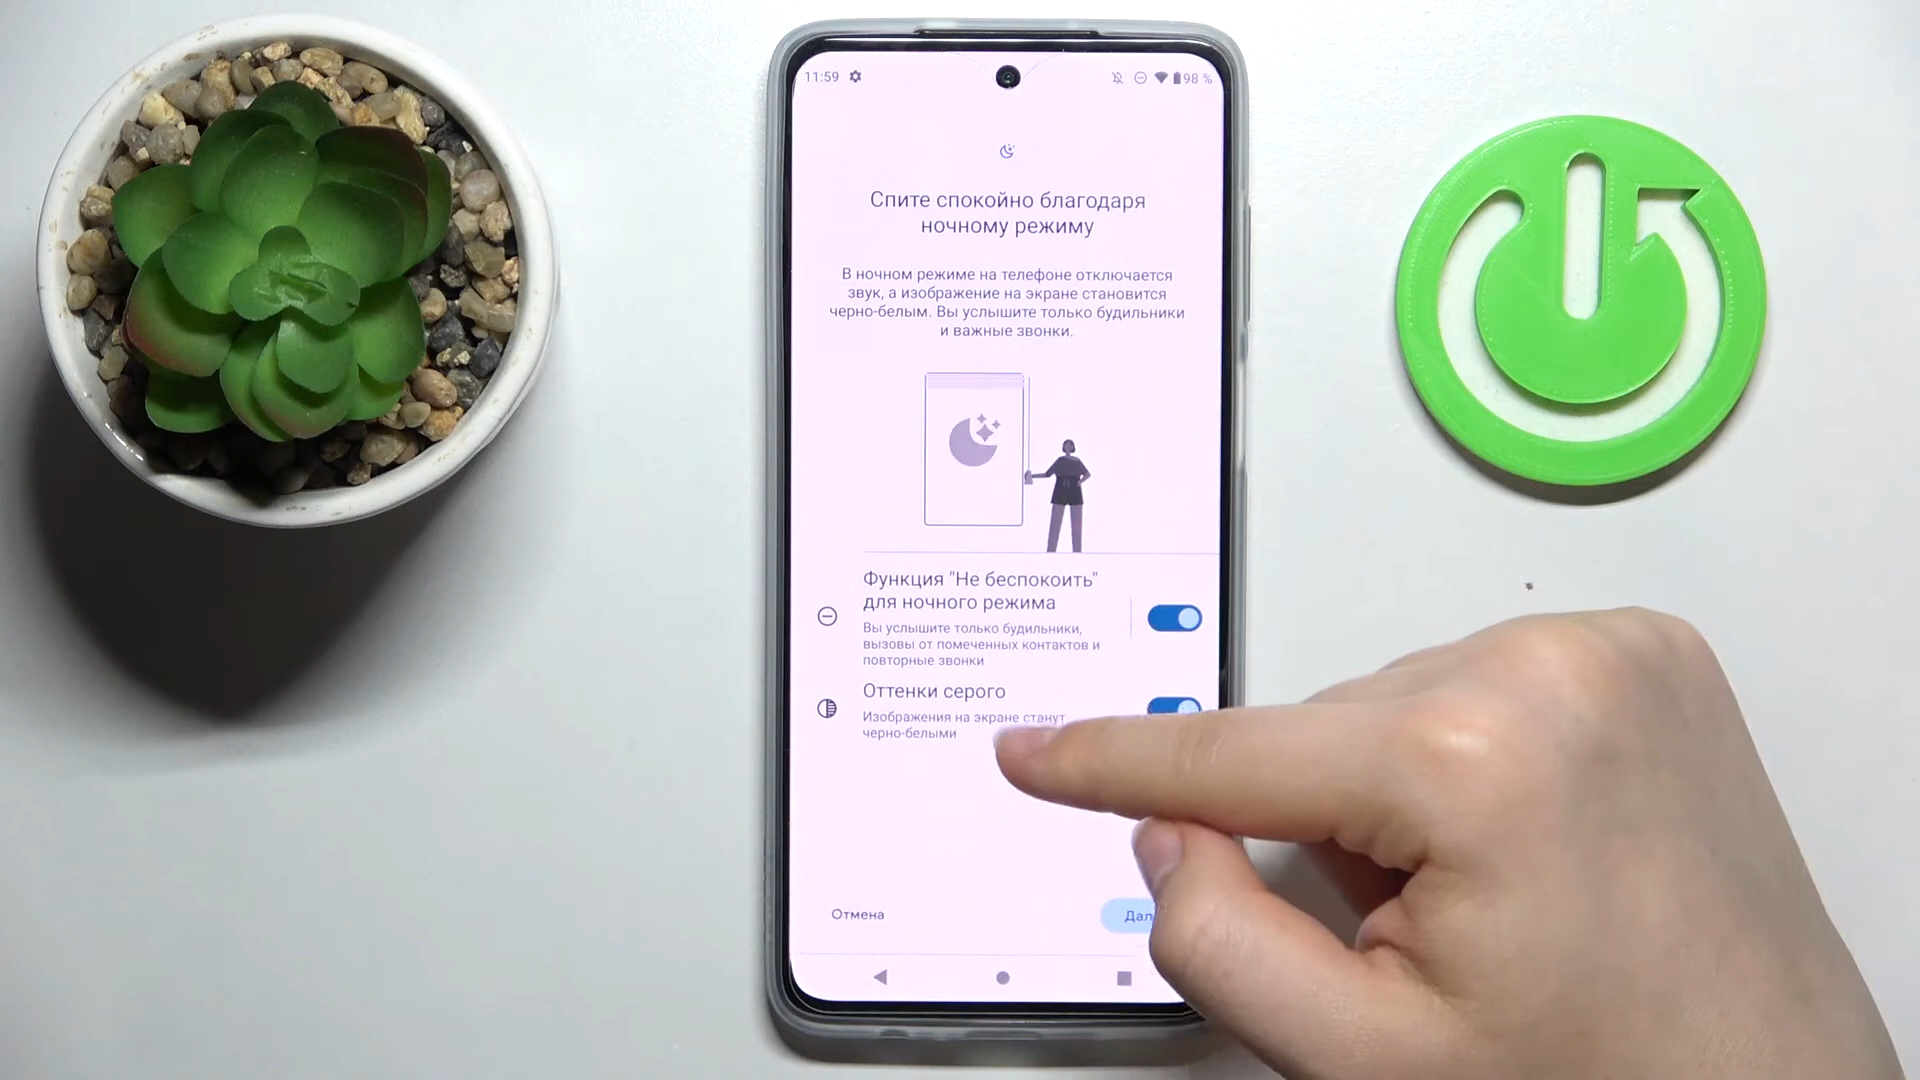 11:59
98 %
Спите спокойно благодаря
ночному режиму
В ночном режиме на телефоне отключается
звук, а изображение на экране становится
черно-белым. Вы услышите только будильники
и важные звонки.
Функция "Не беспокоить"
для ночного режима
Вы услышите только будильники,
вызовы от помеченных контактов и
повторные звонки
Оттенки серого
Изображения на экране станут
черно-белыми
Отмена